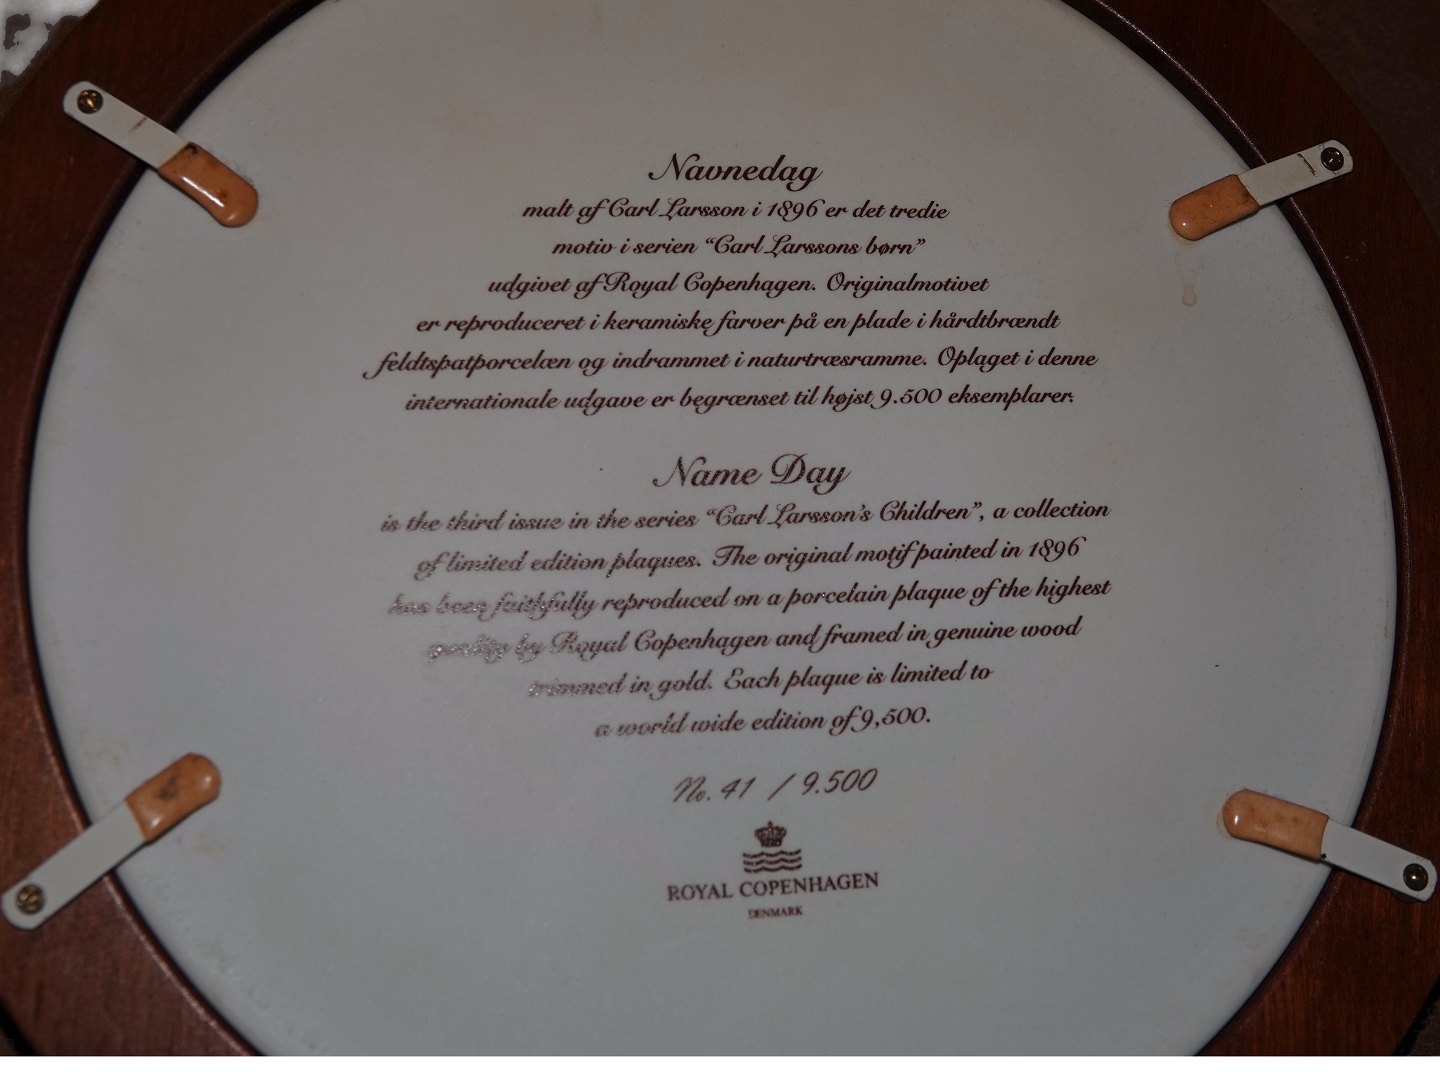 Navnedag
malt af Carl Larsson i 1896 er det tredie
motiv i serien “Carl Larssons børn”
udgivet af Royal Copenhagen. Originalmotivet
er reproduceret i keramiske farver på en plade i hårdtbrændt
feldtspatporcelæn og indrammet i naturtræsramme. Oplaget i denne
internationale udgave er begrænset til højst 9.500 eksemplarer.
Name Day
is the third issue in the series “Carl Larsson’s Children”, a collection
of limited edition plaques. The original motif painted in 1896
has been faithfully reproduced on a porcelain plaque of the highest
quality by Royal Copenhagen and framed in genuine wood
trimmed in gold. Each plaque is limited to
a world wide edition of 9,500.
No. 41 / 9.500
ROYAL COPENHAGEN
DENMARK